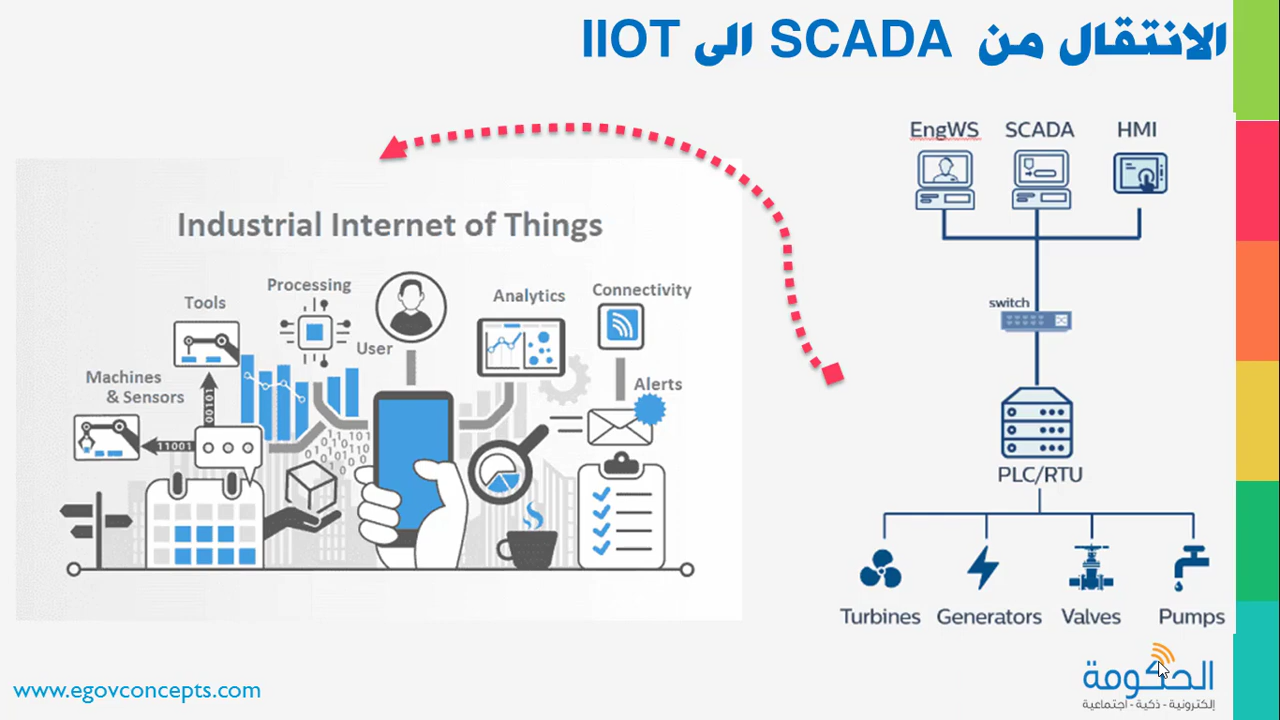 الانتقال من SCADA الى IIOT
EngWS SCADA HMI
switch
PLC/RTU
Turbines Generators Valves Pumps
Industrial Internet of Things
Processing
Tools
Analytics
Connectivity
User
Machines
& Sensors
Alerts
10100
11001
الحكومة
إلكترونية - ذكية - اجتماعية
www.egovconcepts.com